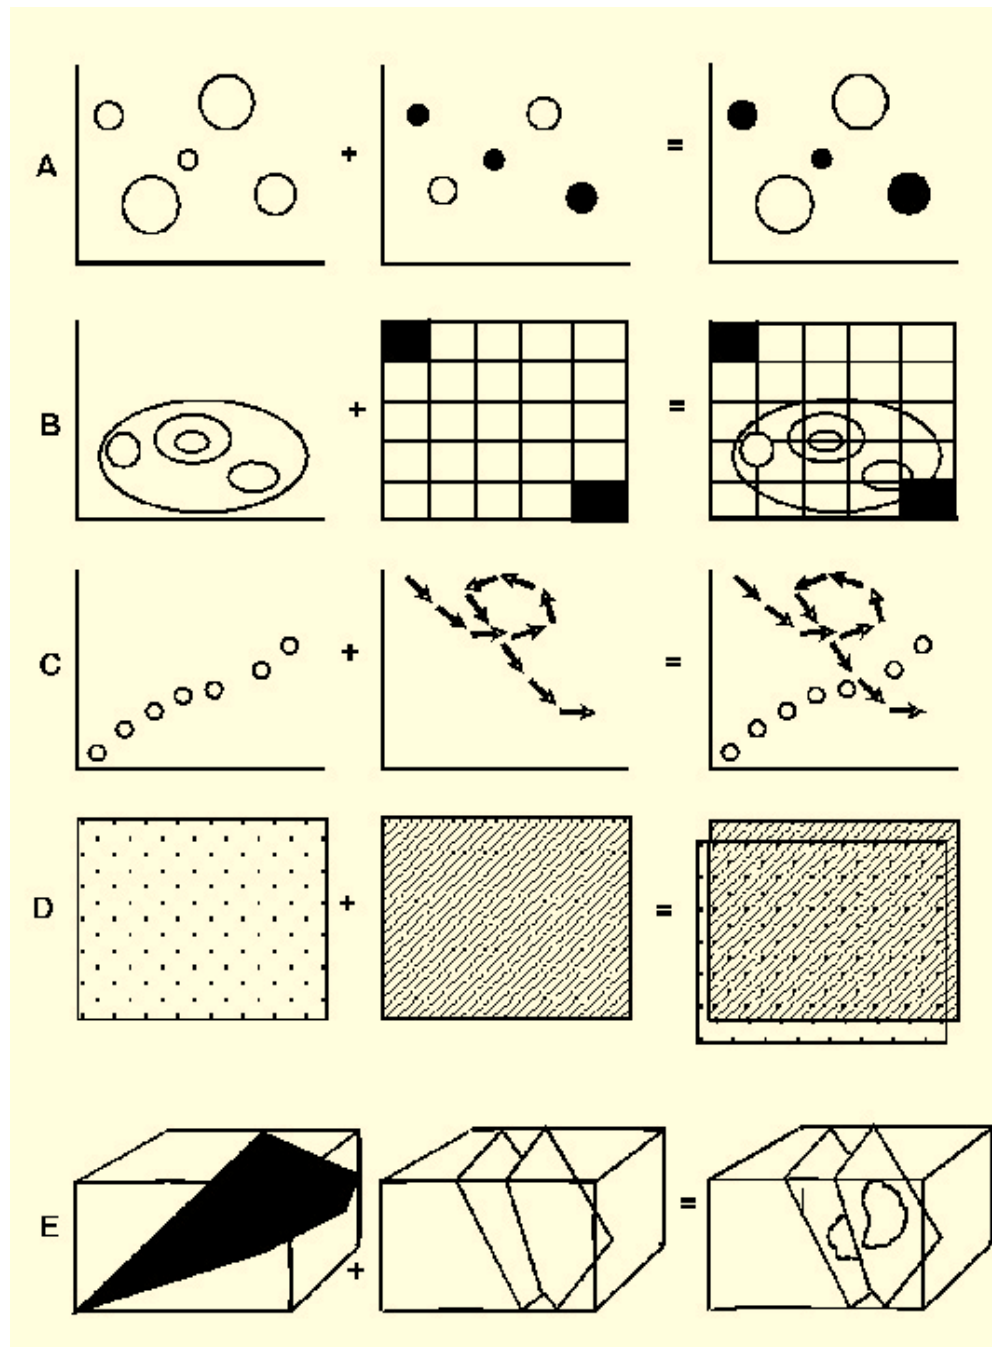 A + =
B + =
C + =
D + =
E + =